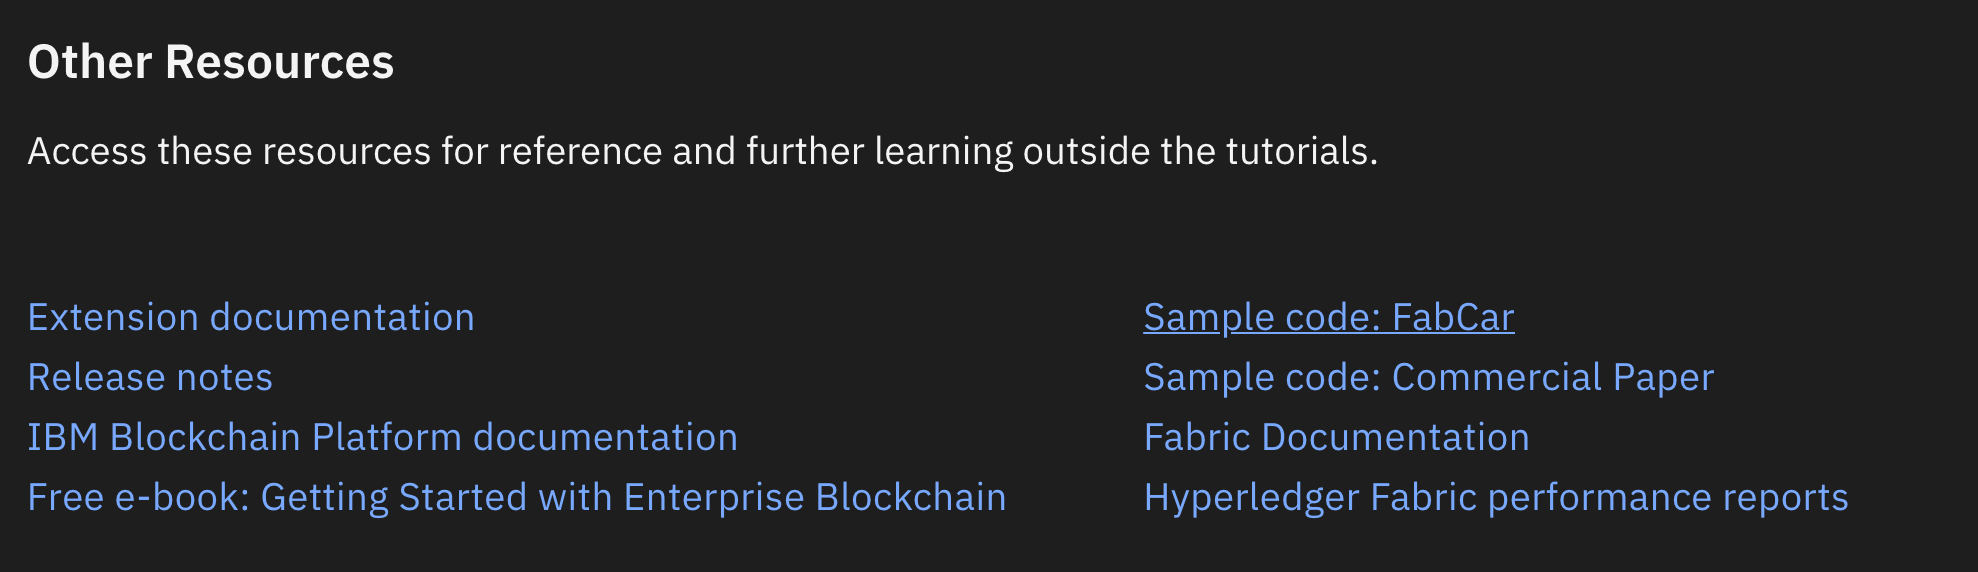 Other Resources
Access these resources for reference and further learning outside the tutorials.
Extension documentation
Release notes
IBM Blockchain Platform documentation
Free e-book: Getting Started with Enterprise Blockchain
Sample code: FabCar
Sample code: Commercial Paper
Fabric Documentation
Hyperledger Fabric performance reports